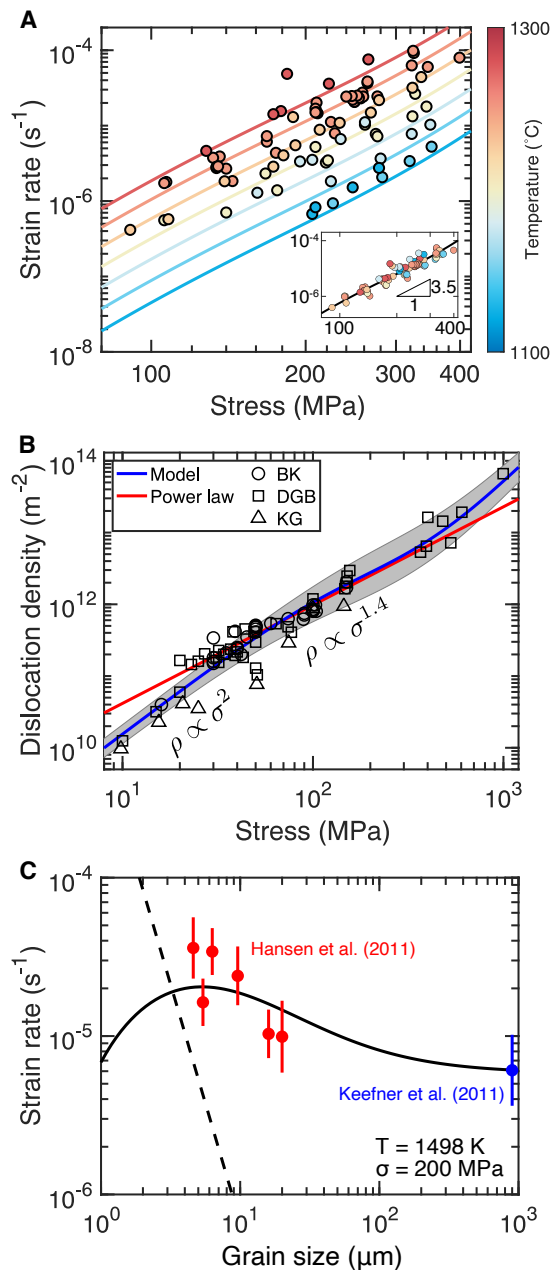 A
Strain rate (s⁻¹)
10⁻⁴
10⁻⁶
10⁻⁸
100
200
300
400
Stress (MPa)
10⁻⁴
10⁻⁶
100
400
3.5
1
1300
Temperature (°C)
1100
B
Dislocation density (m⁻²)
10¹⁴
10¹²
10¹⁰
Model
Power law
BK
DGB
KG
ρ ∝ σ²
ρ ∝ σ¹·⁴
10¹
10²
10³
Stress (MPa)
C
Strain rate (s⁻¹)
10⁻⁴
10⁻⁵
10⁻⁶
Hansen et al. (2011)
Keefner et al. (2011)
T = 1498 K
σ = 200 MPa
10⁰
10¹
10²
10³
Grain size (μm)